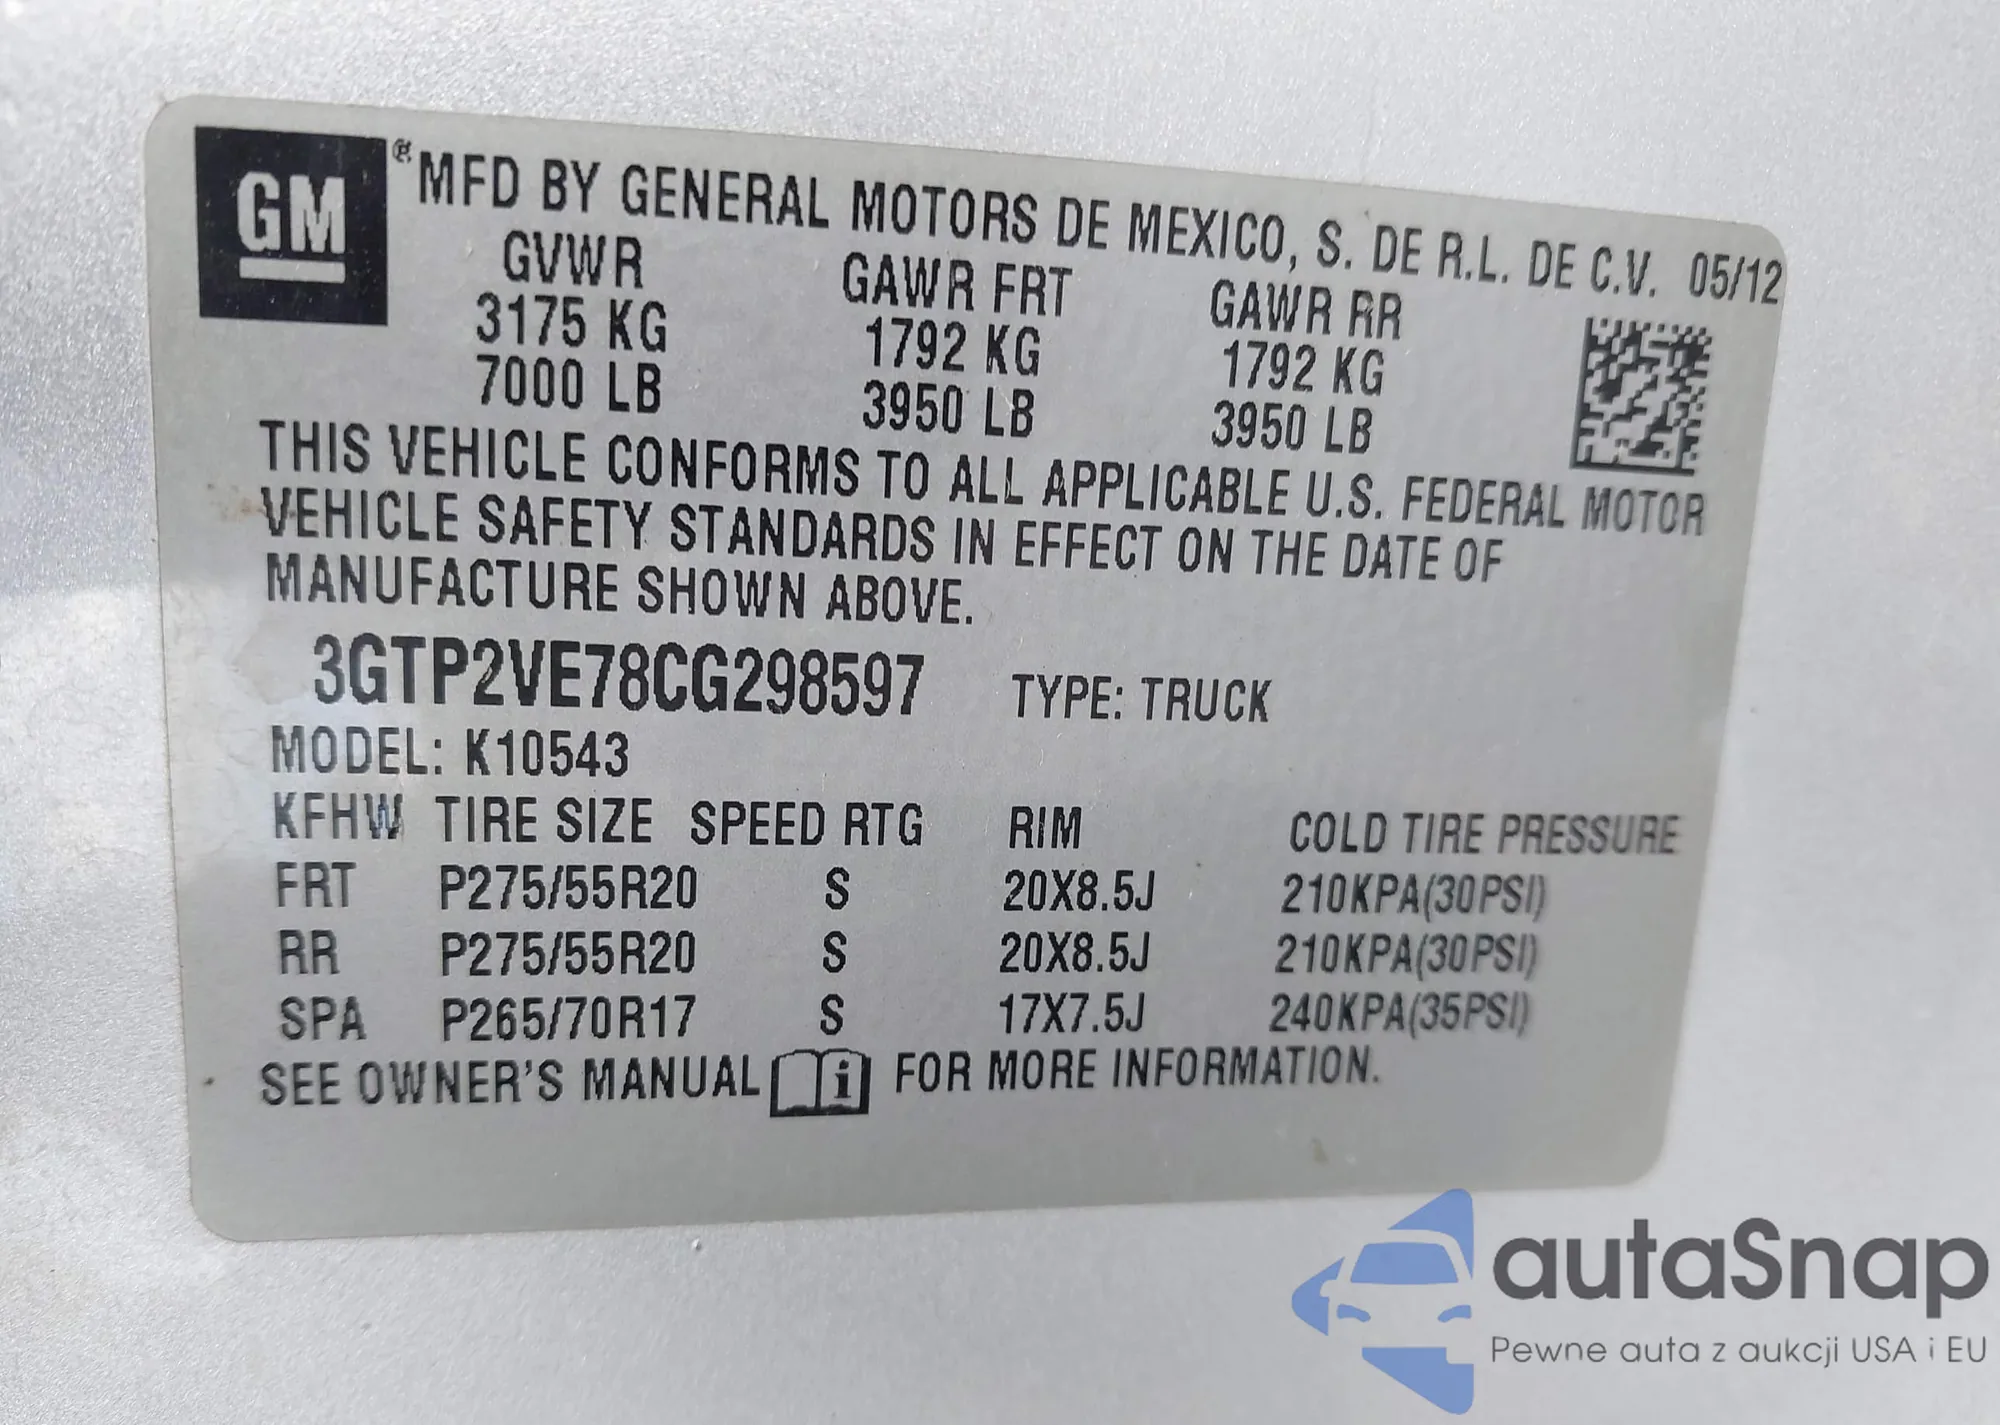 GM ® MFD BY GENERAL MOTORS DE MEXICO, S. DE R.L. DE C.V. 05/12
GVWR GAWR FRT GAWR RR
3175 KG 1792 KG 1792 KG
7000 LB 3950 LB 3950 LB
THIS VEHICLE CONFORMS TO ALL APPLICABLE U.S. FEDERAL MOTOR
VEHICLE SAFETY STANDARDS IN EFFECT ON THE DATE OF
MANUFACTURE SHOWN ABOVE.
3GTP2VE78CG298597 TYPE: TRUCK
MODEL: K10543
KFHW TIRE SIZE SPEED RTG RIM COLD TIRE PRESSURE
FRT P275/55R20 S 20X8.5J 210KPA(30PSI)
RR P275/55R20 S 20X8.5J 210KPA(30PSI)
SPA P265/70R17 S 17X7.5J 240KPA(35PSI)
SEE OWNER'S MANUAL i FOR MORE INFORMATION.
autaSnap
Pewne auta z aukcji USA i EU